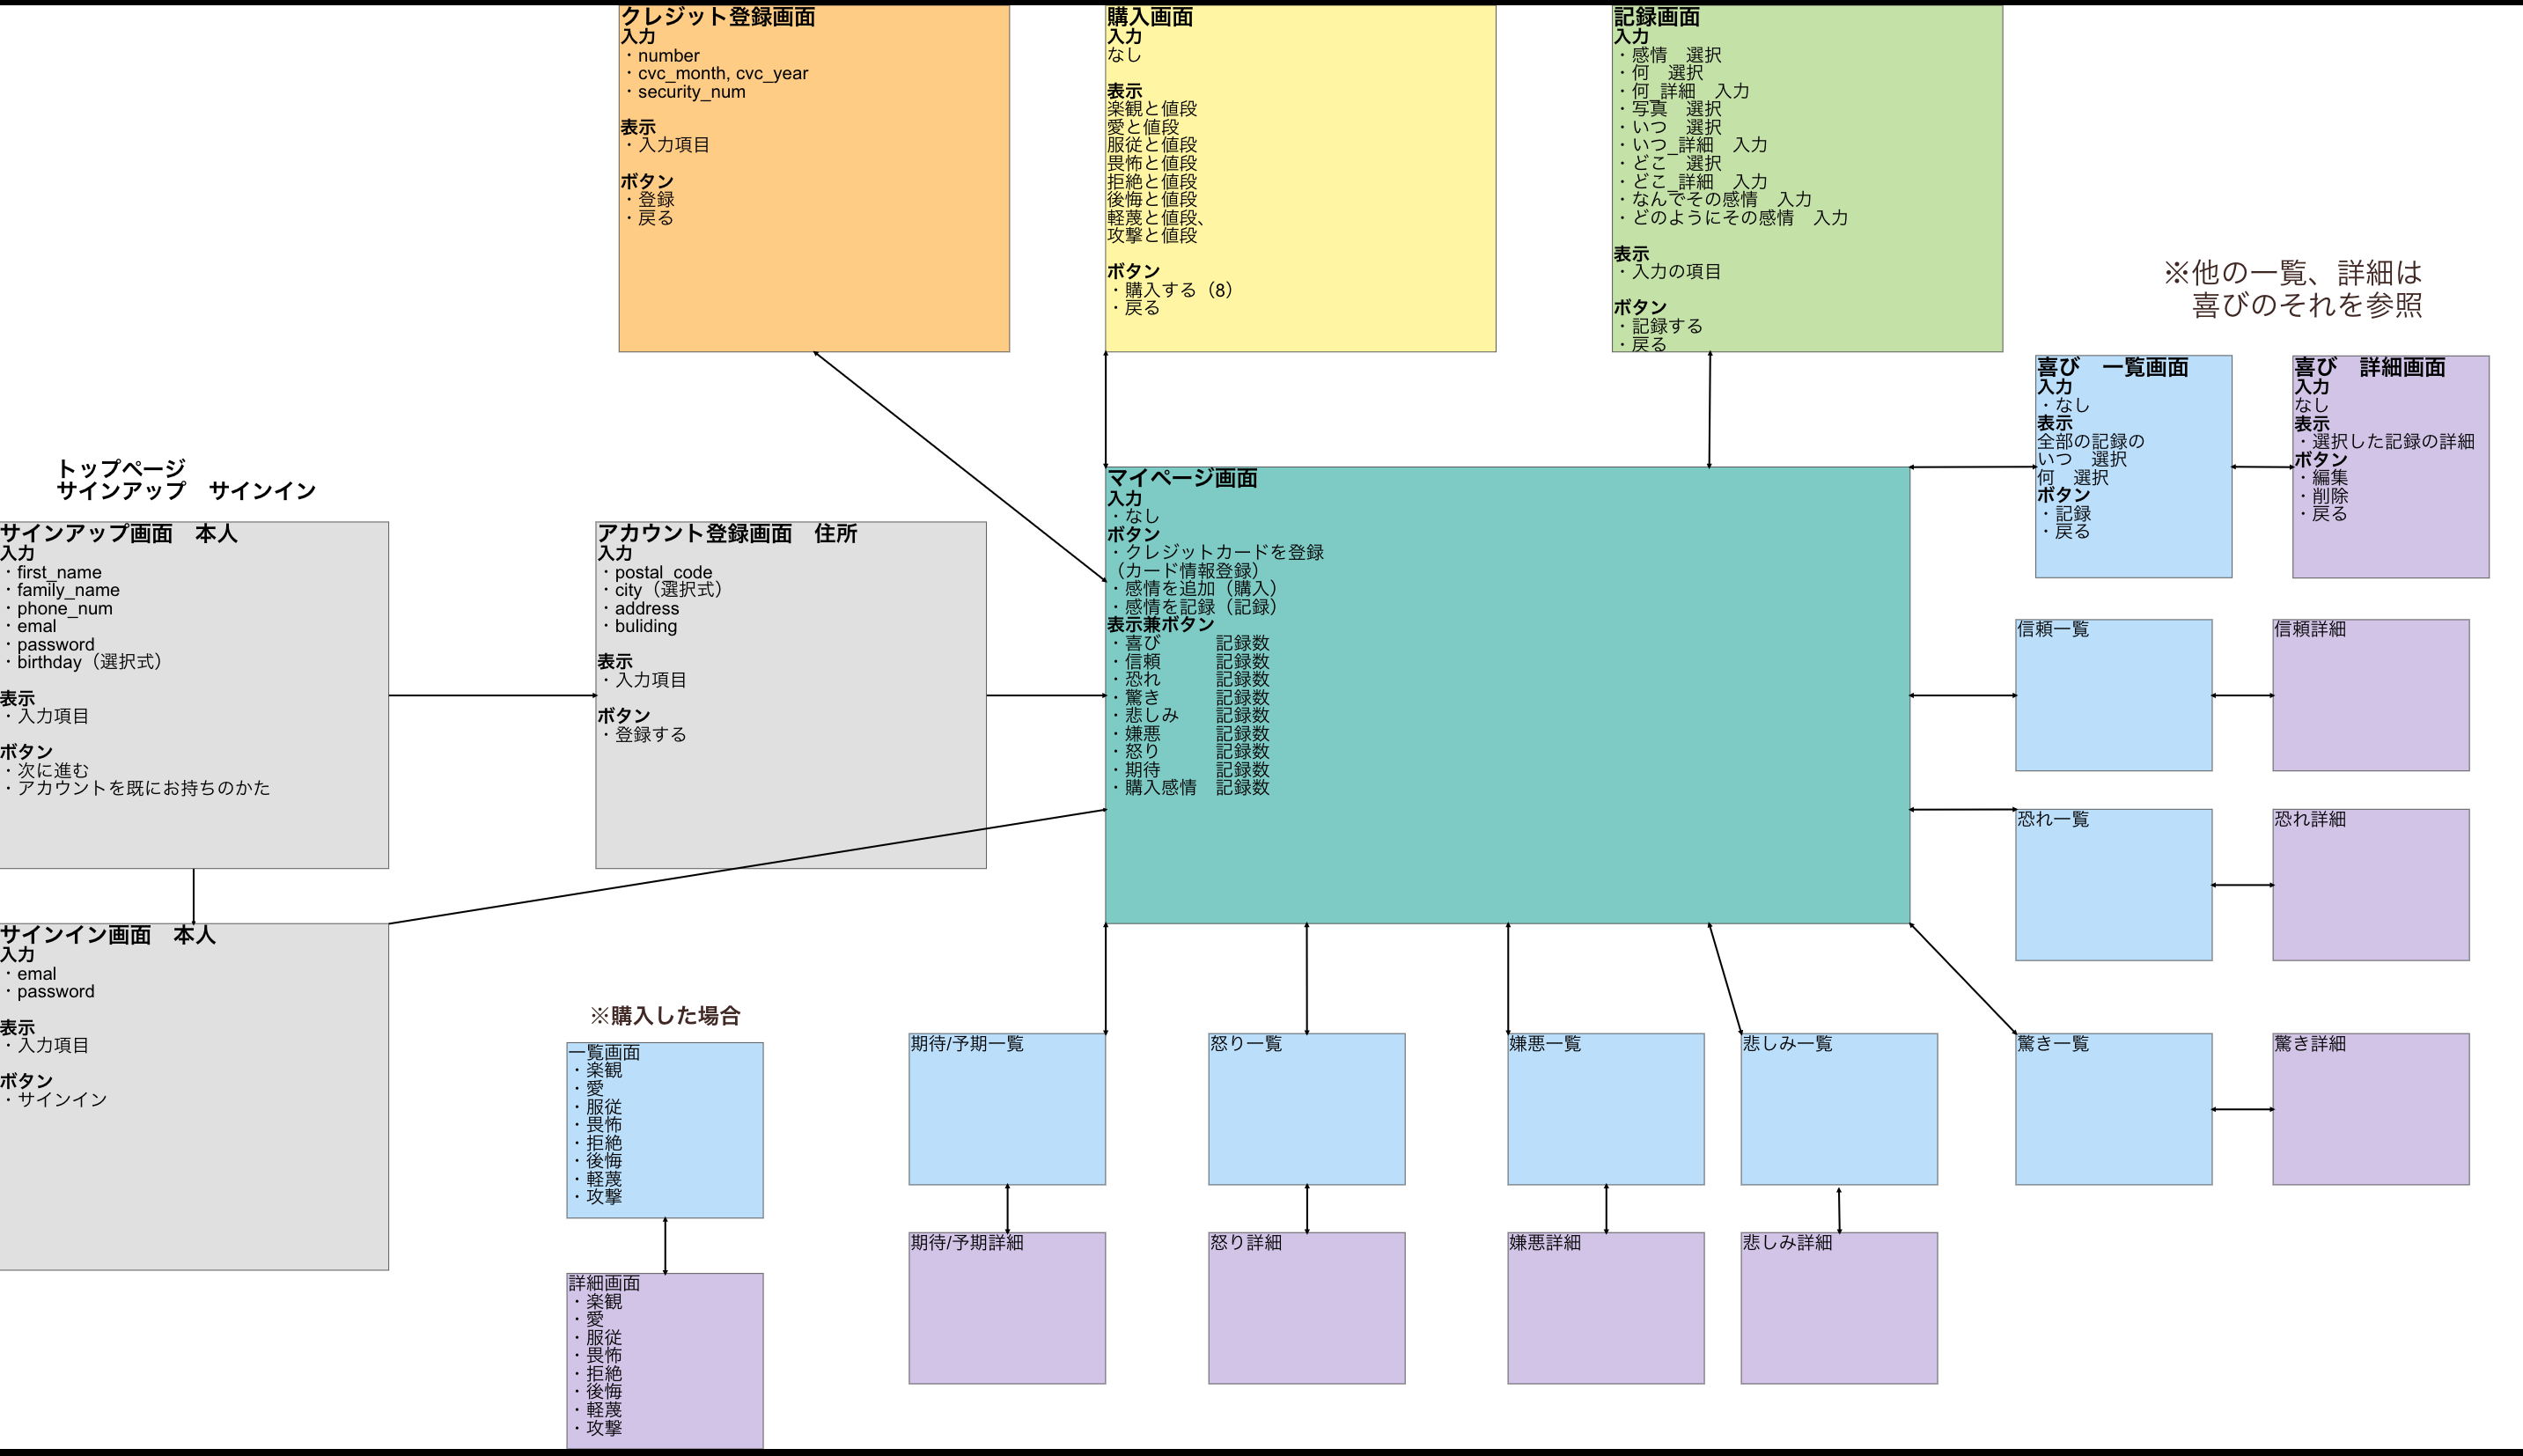 クレジット登録画面
入力
・number
・cvc_month, cvc_year
・security_num
表示
・入力項目
ボタン
・登録
・戻る
購入画面
入力
なし
表示
楽観と値段
愛と値段
服従と値段
畏怖と値段
拒絶と値段
後悔と値段
軽蔑と値段、
攻撃と値段
ボタン
・購入する（8）
・戻る
記録画面
入力
・感情　選択
・何　選択
・何_詳細　入力
・写真　選択
・いつ　選択
・いつ_詳細　入力
・どこ　選択
・どこ_詳細　入力
・なんでその感情　入力
・どのようにその感情　入力
表示
・入力の項目
ボタン
・記録する
・戻る
※他の一覧、詳細は
喜びのそれを参照
喜び　一覧画面
入力
・なし
表示
全部の記録の
いつ　選択
何　選択
ボタン
・記録
・戻る
喜び　詳細画面
入力
なし
表示
・選択した記録の詳細
ボタン
・編集
・削除
・戻る
トップページ
サインアップ　サインイン
サインアップ画面　本人
入力
・first_name
・family_name
・phone_num
・emal
・password
・birthday（選択式）
表示
・入力項目
ボタン
・次に進む
・アカウントを既にお持ちのかた
アカウント登録画面　住所
入力
・postal_code
・city（選択式）
・address
・buliding
表示
・入力項目
ボタン
・登録する
マイページ画面
入力
・なし
ボタン
・クレジットカードを登録
（カード情報登録）
・感情を追加（購入）
・感情を記録（記録）
表示兼ボタン
・喜び　　　記録数
・信頼　　　記録数
・恐れ　　　記録数
・驚き　　　記録数
・悲しみ　　記録数
・嫌悪　　　記録数
・怒り　　　記録数
・期待　　　記録数
・購入感情　記録数
信頼一覧
信頼詳細
恐れ一覧
恐れ詳細
サインイン画面　本人
入力
・emal
・password
表示
・入力項目
ボタン
・サインイン
※購入した場合
一覧画面
・楽観
・愛
・服従
・畏怖
・拒絶
・後悔
・軽蔑
・攻撃
詳細画面
・楽観
・愛
・服従
・畏怖
・拒絶
・後悔
・軽蔑
・攻撃
期待/予期一覧
怒り一覧
嫌悪一覧
悲しみ一覧
驚き一覧
驚き詳細
期待/予期詳細
怒り詳細
嫌悪詳細
悲しみ詳細